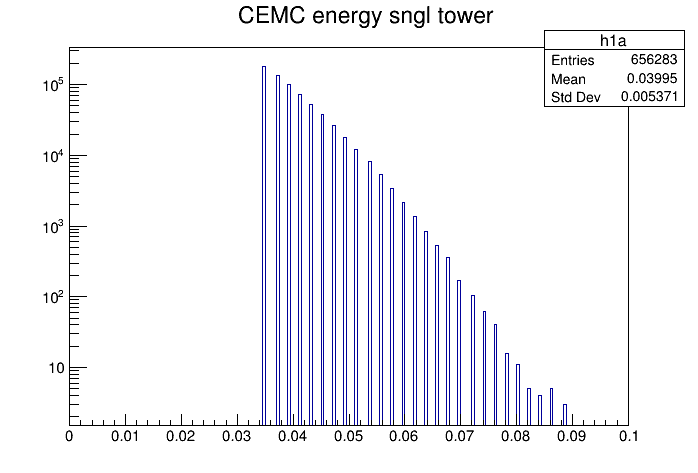 CEMC energy sngl tower
h1a
Entries 656283
Mean 0.03995
Std Dev 0.005371
10^5
10^4
10^3
10^2
10
0 0.01 0.02 0.03 0.04 0.05 0.06 0.07 0.08 0.09 0.1